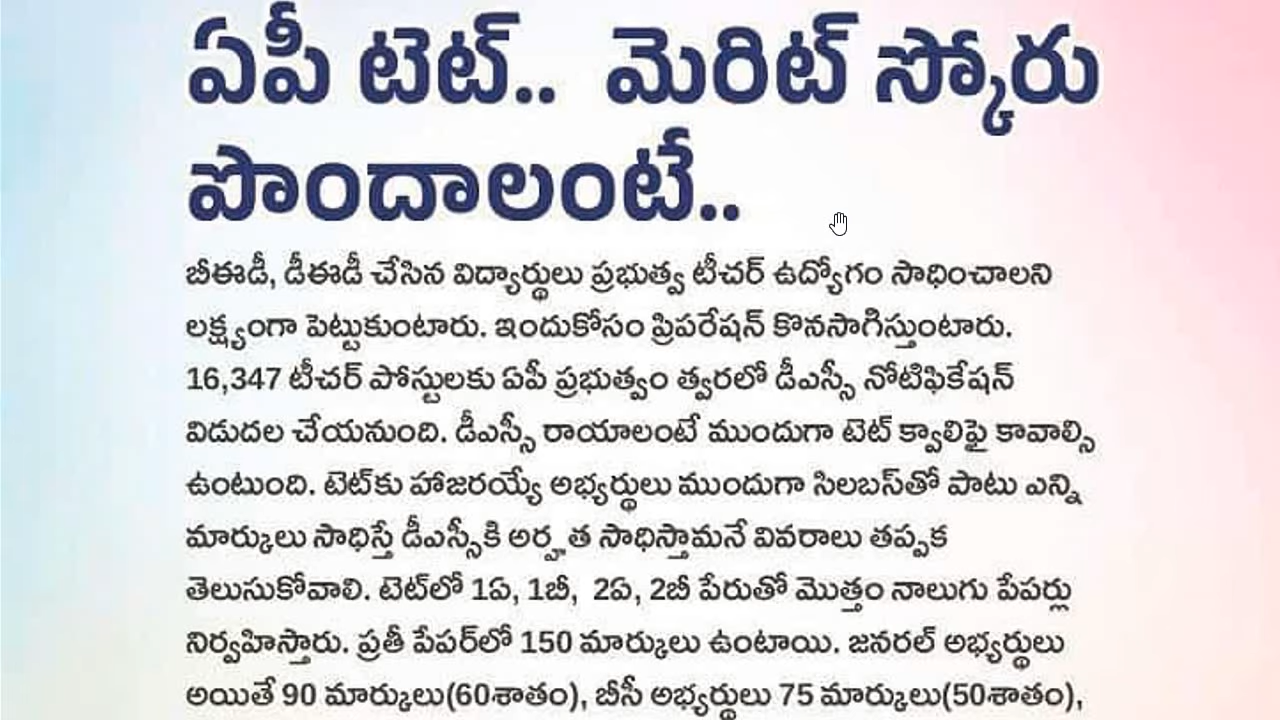 ఏపీ టెట్.. మెరిట్ స్కోరు
పొందాలంటే..
బీఈడీ, డీఈడీ చేసిన విద్యార్థులు ప్రభుత్వ టీచర్ ఉద్యోగం సాధించాలని
లక్ష్యంగా పెట్టుకుంటారు. ఇందుకోసం ప్రిపరేషన్ కొనసాగిస్తుంటారు.
16,347 టీచర్ పోస్టులకు ఏపీ ప్రభుత్వం త్వరలో డీఎస్సీ నోటిఫికేషన్
విడుదల చేయనుంది. డీఎస్సీ రాయాలంటే ముందుగా టెట్ క్వాలిఫై కావాల్సి
ఉంటుంది. టెట్‌కు హాజరయ్యే అభ్యర్థులు ముందుగా సిలబస్‌తో పాటు ఎన్ని
మార్కులు సాధిస్తే డీఎస్సీకి అర్హత సాధిస్తామనే వివరాలు తప్పక
తెలుసుకోవాలి. టెట్‌లో 1ఏ, 1బీ, 2ఏ, 2బీ పేరుతో మొత్తం నాలుగు పేపర్లు
నిర్వహిస్తారు. ప్రతీ పేపర్‌లో 150 మార్కులు ఉంటాయి. జనరల్ అభ్యర్థులు
అయితే 90 మార్కులు(60శాతం), బీసీ అభ్యర్థులు 75 మార్కులు(50శాతం),